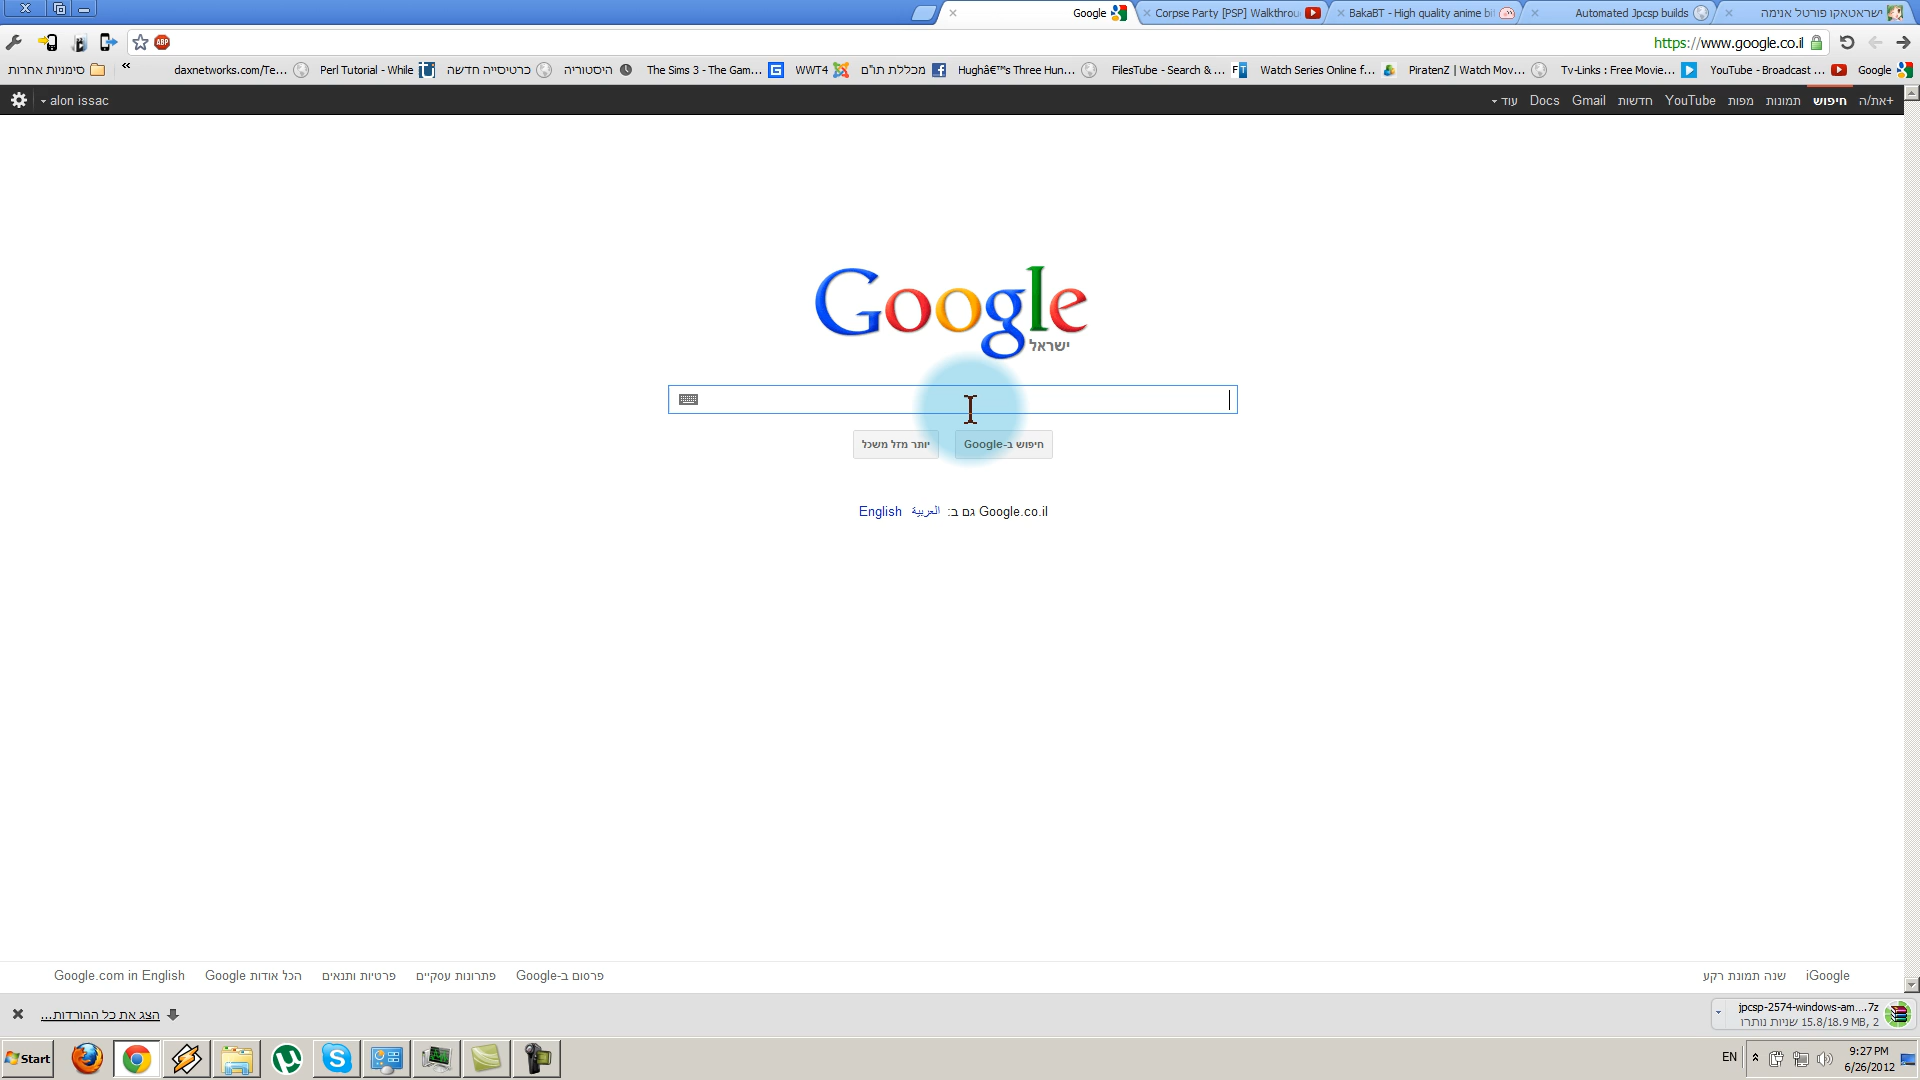 Google
Corpse Party [PSP] Walkthrou
BakaBT - High quality anime bi
Automated Jpcsp builds
ישראטאקו פורטל אנימה
ABP
https://www.google.co.il
סימניות אחרות
daxnetworks.com/Te...
Perl Tutorial - While
כרטיסייה חדשה
היסטוריה
The Sims 3 - The Gam...
WWT4
מכללת תו"ם
Hughâ€™s Three Hun...
FilesTube - Search & ...
Watch Series Online f...
PiratenZ | Watch Mov...
Tv-Links : Free Movie...
YouTube - Broadcast ...
Google
alon issac
עוד
Docs
Gmail
חדשות
YouTube
מפות
תמונות
חיפוש
+את/ה
Google
ישראל
יותר מזל משכל
חיפוש ב-Google
Google.co.il גם ב: العربية English
Google.com in English
הכל אודות Google
פרטיות ותנאים
פתרונות עסקיים
פרסום ב-Google
שנה תמונת רקע
iGoogle
הצג את כל ההורדות...
jpcsp-2574-windows-am....7z
15.8/18.9 MB, 2 שניות נותרו
Start
EN
9:27 PM
6/26/2012